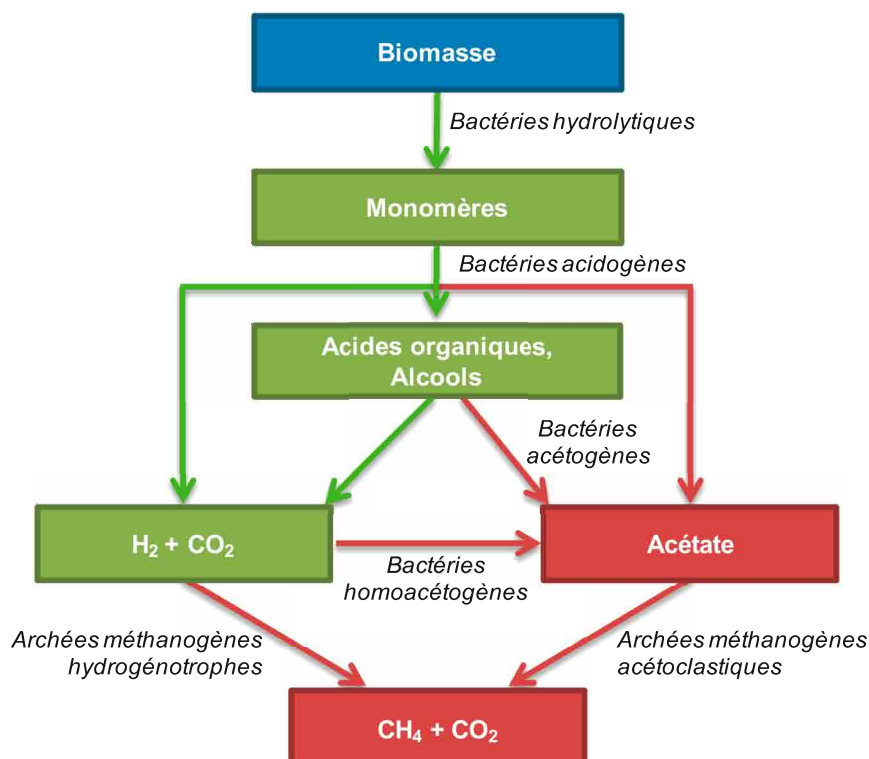 Biomasse
Bactéries hydrolytiques
Monomères
Bactéries acidogènes
Acides organiques,
Alcools
Bactéries
acétogènes
H₂ + CO₂
Acétate
Bactéries
homoacétogènes
Archées méthanogènes
hydrogénotrophes
Archées méthanogènes
acétoclastiques
CH₄ + CO₂